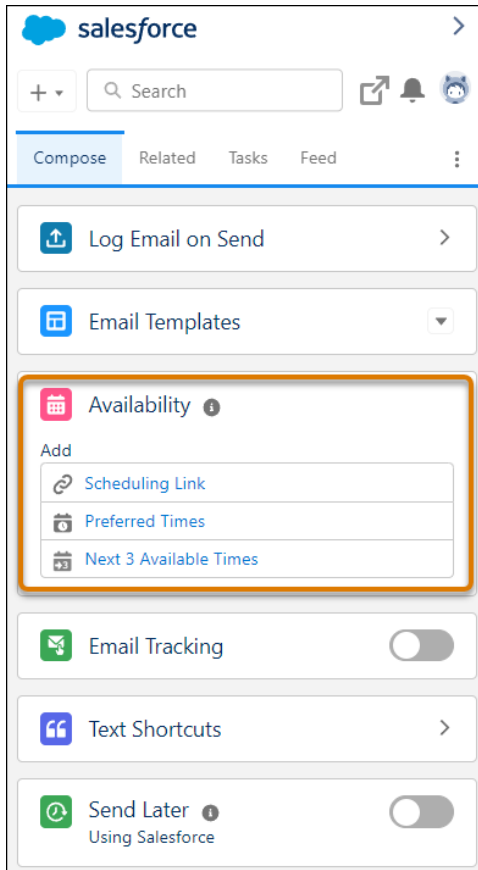 salesforce
Search
Compose Related Tasks Feed
Log Email on Send
Email Templates
Availability
Add
Scheduling Link
Preferred Times
+3 Next 3 Available Times
Email Tracking
Text Shortcuts
Send Later
Using Salesforce